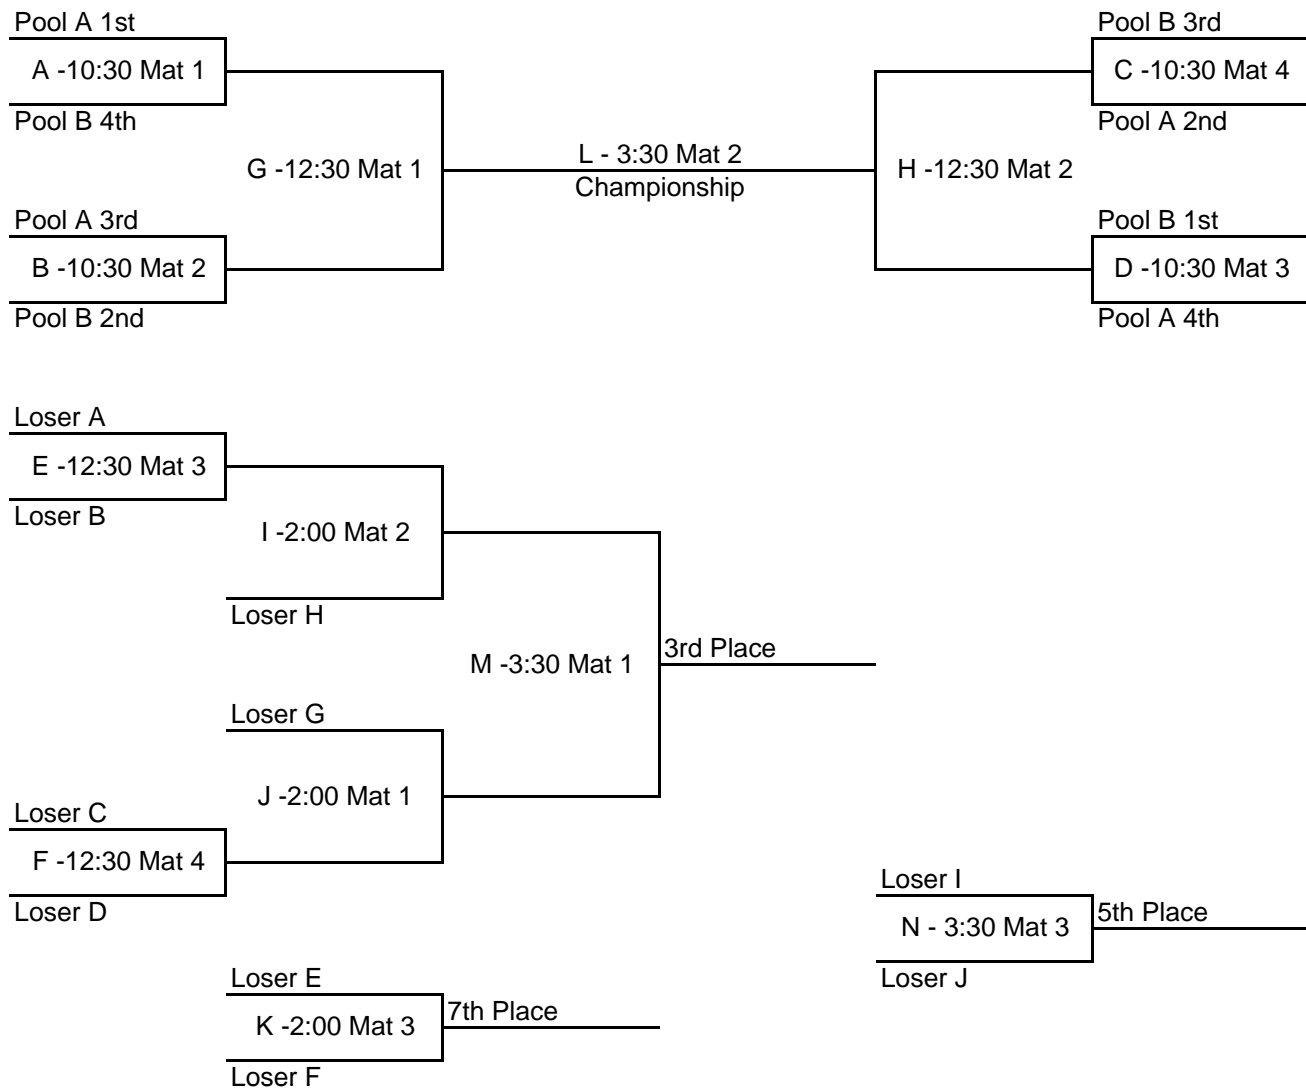 Pool A 1st
Pool B 3rd
A -10:30 Mat 1
C -10:30 Mat 4
Pool B 4th
Pool A 2nd
G -12:30 Mat 1
L - 3:30 Mat 2
Championship
H -12:30 Mat 2
Pool A 3rd
Pool B 1st
B -10:30 Mat 2
D -10:30 Mat 3
Pool B 2nd
Pool A 4th
Loser A
E -12:30 Mat 3
Loser B
I -2:00 Mat 2
Loser H
M -3:30 Mat 1
3rd Place
Loser G
J -2:00 Mat 1
Loser C
F -12:30 Mat 4
Loser D
Loser I
N - 3:30 Mat 3
5th Place
Loser J
Loser E
K -2:00 Mat 3
7th Place
Loser F